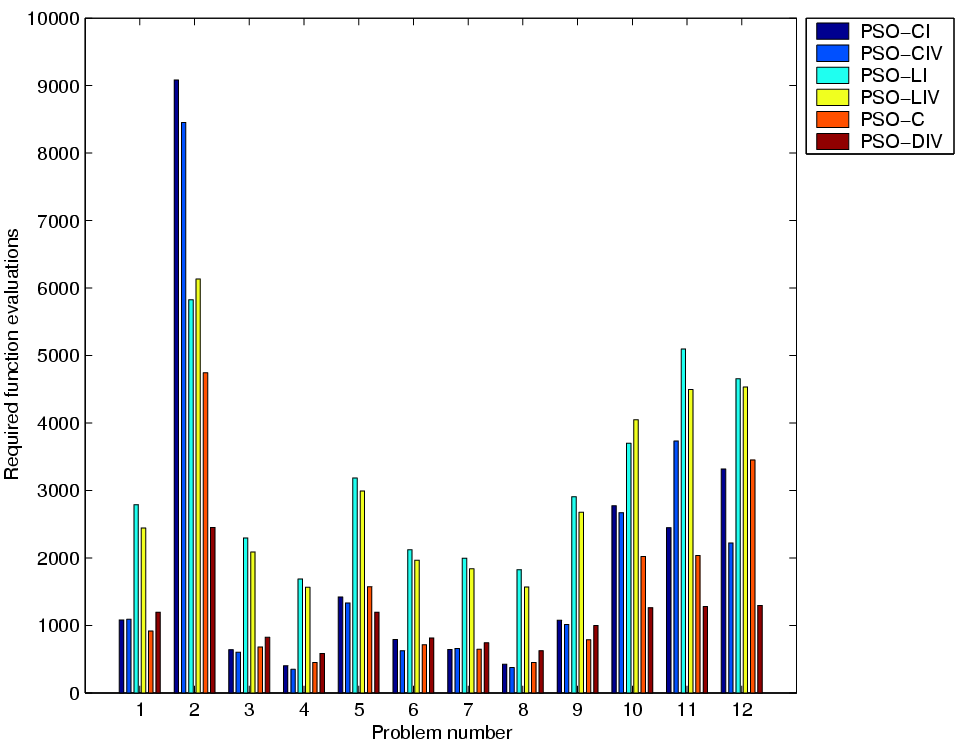 10000
9000
8000
7000
6000
5000
4000
3000
2000
1000
0
Required function evaluations
1 2 3 4 5 6 7 8 9 10 11 12
Problem number
PSO−CI
PSO−CIV
PSO−LI
PSO−LIV
PSO−C
PSO−DIV